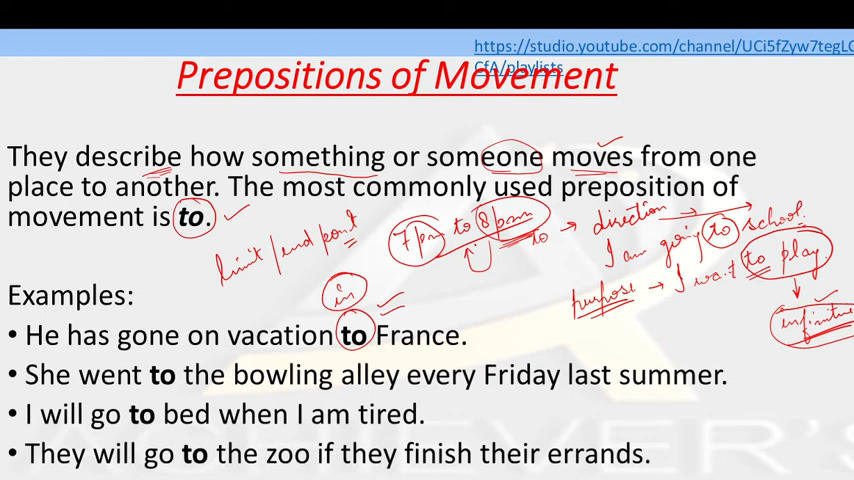 https://studio.youtube.com/channel/UCi5fZyw7tegLC
CfA/playlists
Prepositions of Movement
They describe how something or someone moves from one
place to another. The most commonly used preposition of
movement is to.
limit / end point
7 pm to 8 pm
to → direction
I am going to school.
purpose → I want to play
infinitive
in
Examples:
• He has gone on vacation to France.
• She went to the bowling alley every Friday last summer.
• I will go to bed when I am tired.
• They will go to the zoo if they finish their errands.
ACHIEVER'S